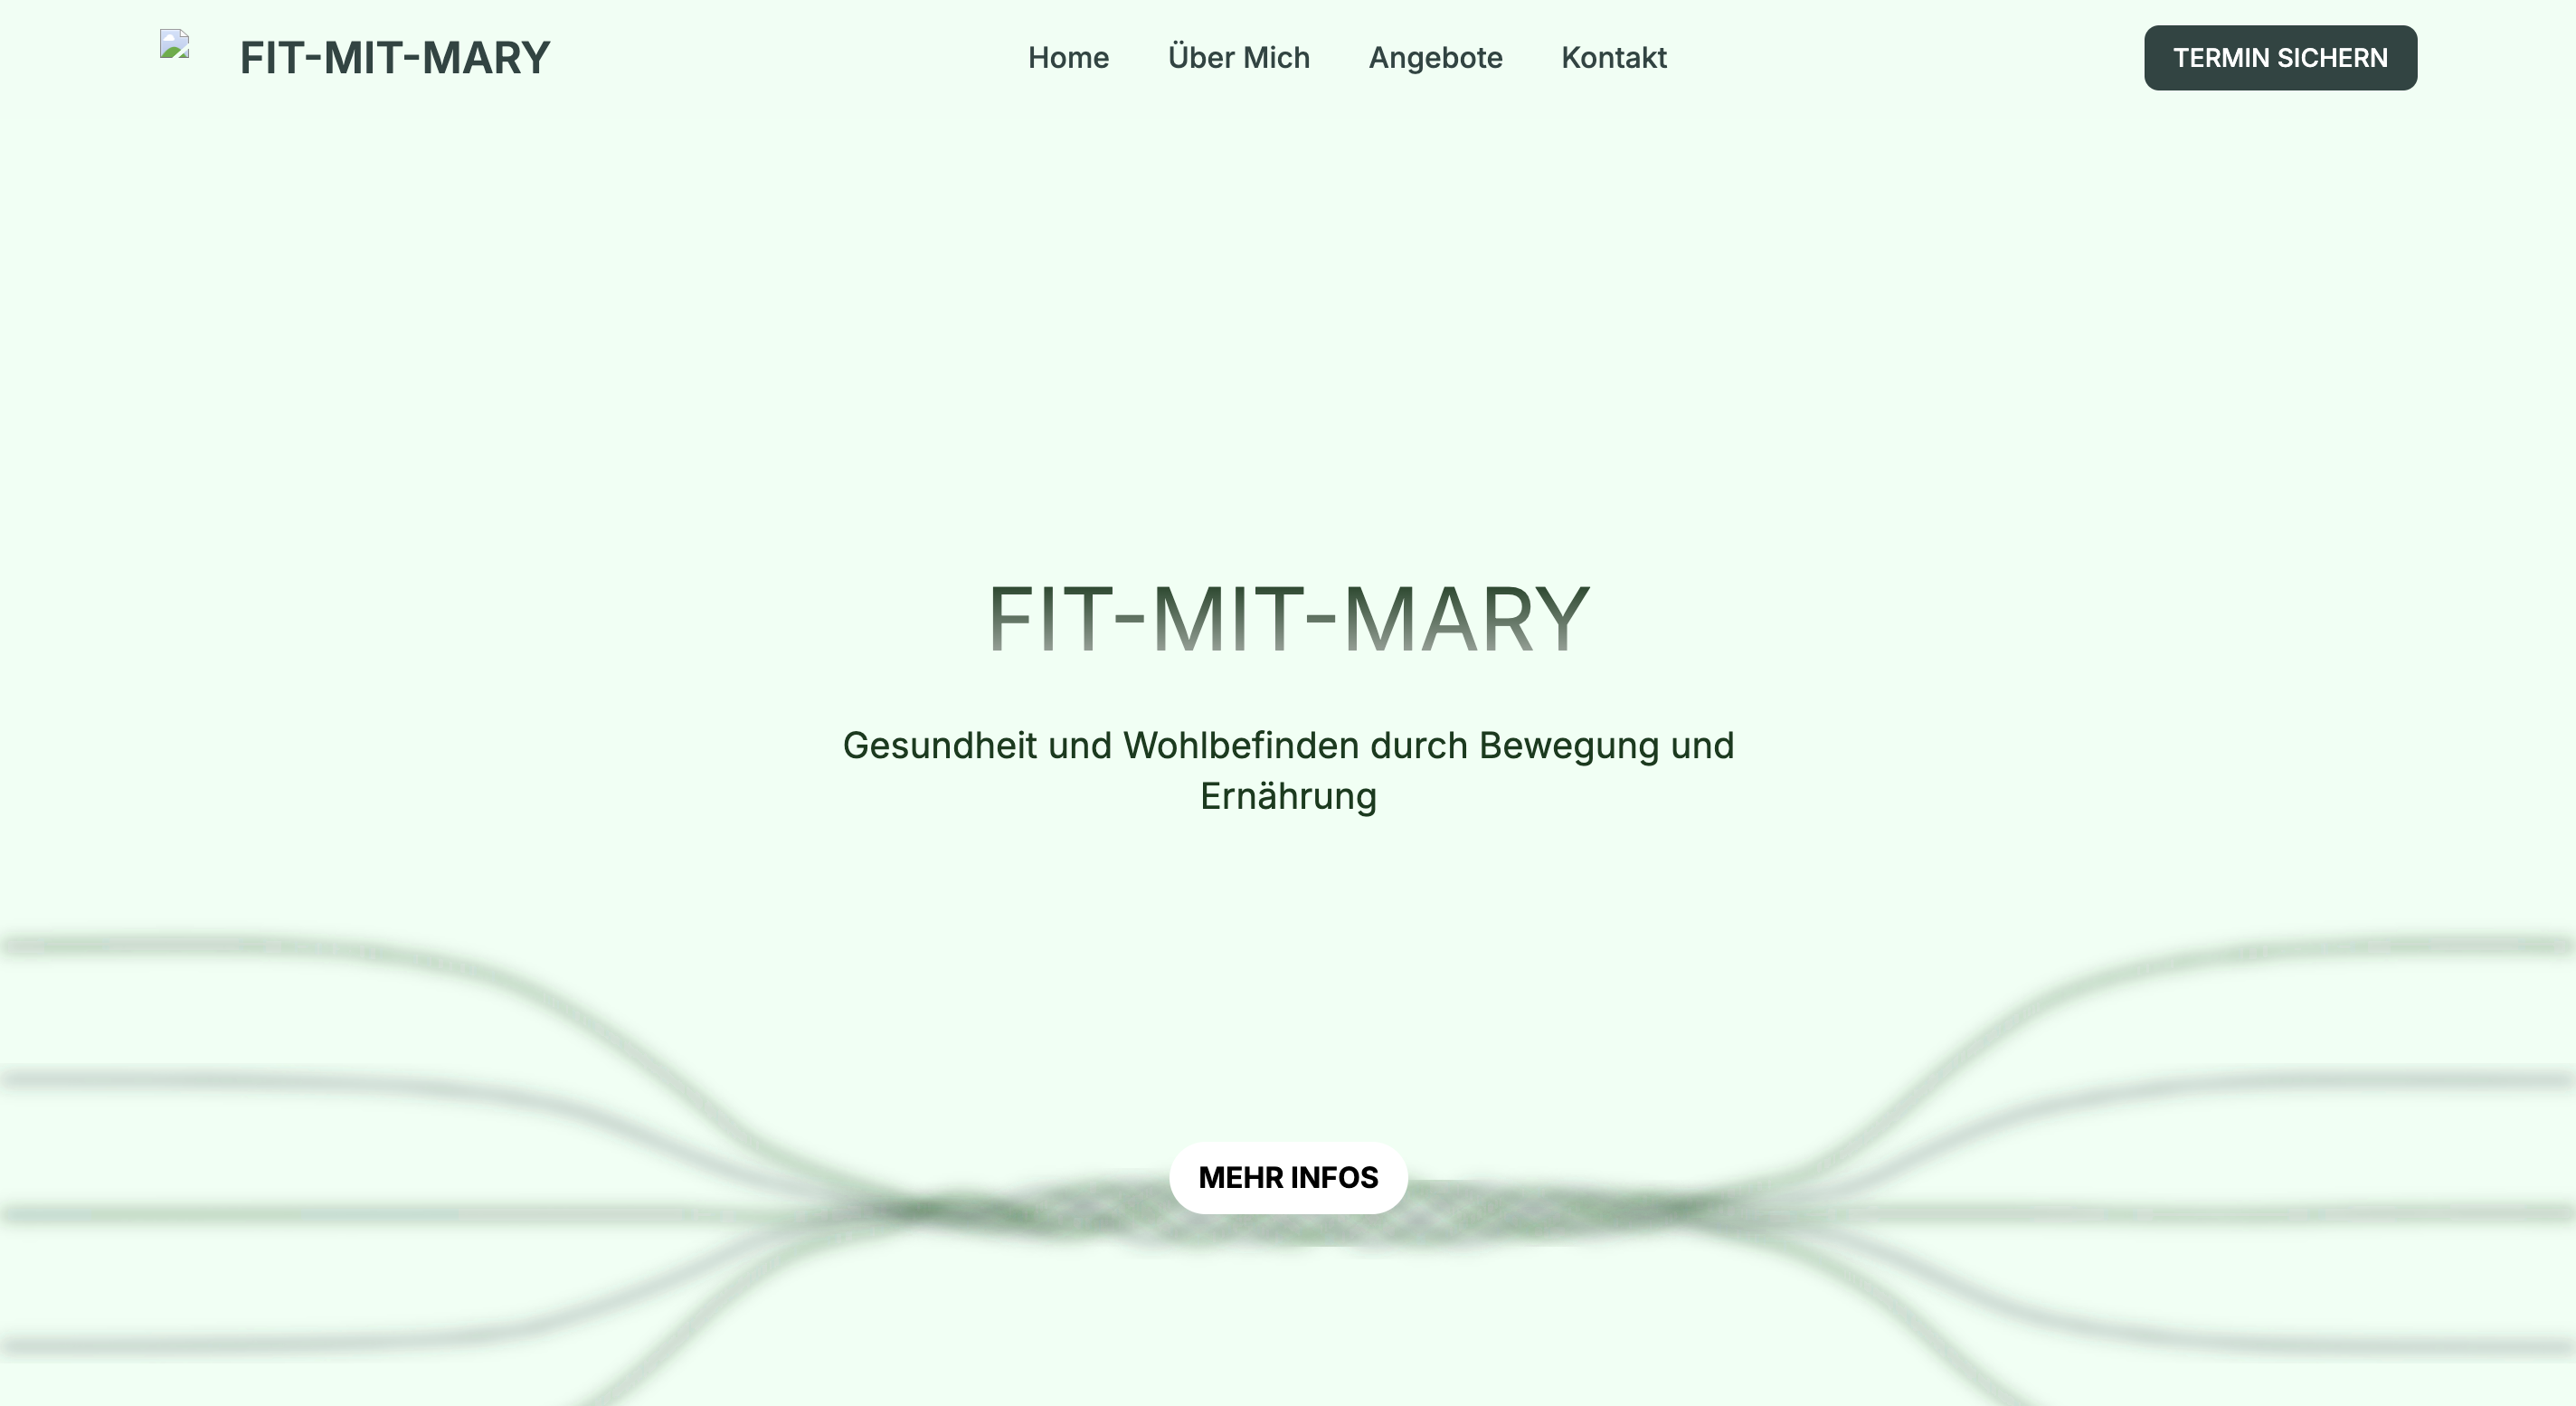 FIT-MIT-MARY
Home
Über Mich
Angebote
Kontakt
TERMIN SICHERN
FIT-MIT-MARY
Gesundheit und Wohlbefinden durch Bewegung und
Ernährung
MEHR INFOS